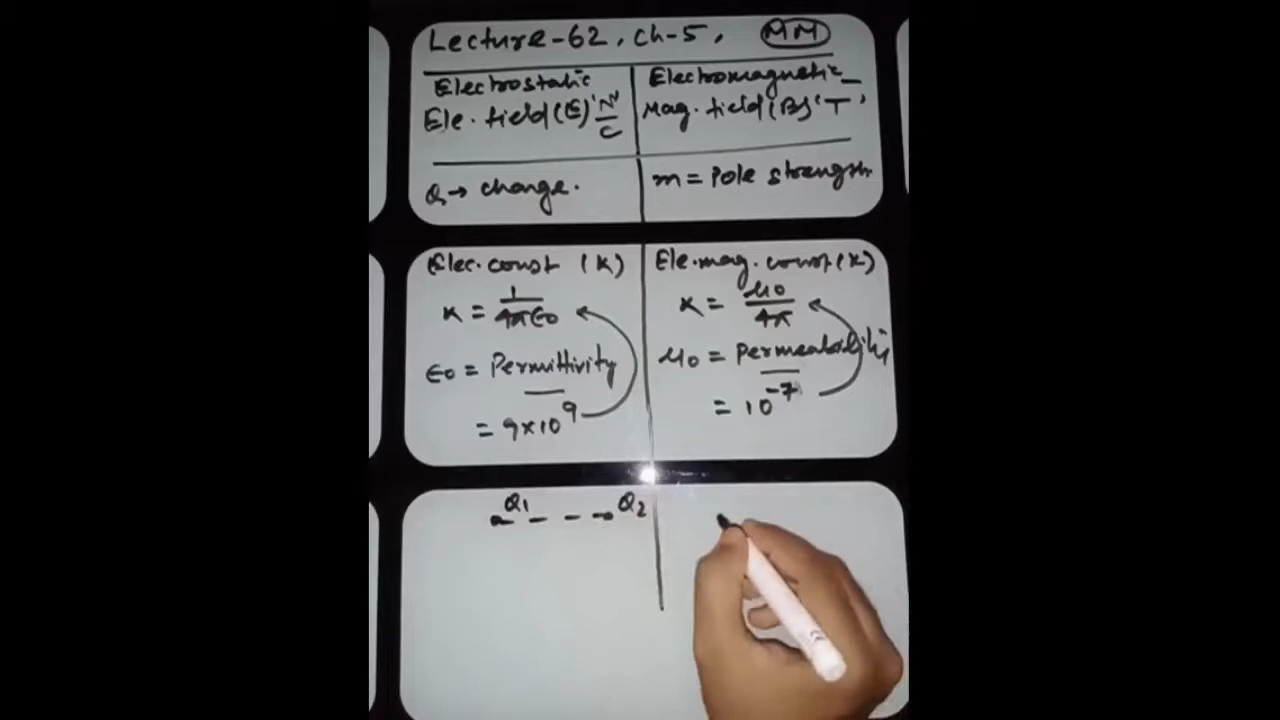 Lecture-62, ch-5, MM
Electrostatic
Ele. field (E) 'N/C'
Electromagnetic
Mag. field (B) 'T'
Q → charge.
m = Pole strength
Elec. const (K)
K = 1/4πε0
ε0 = Permittivity
= 9×10⁹
Ele. mag. const (K)
K = μ0/4π
μ0 = Permeability
= 10⁻⁷
Q1 Q2